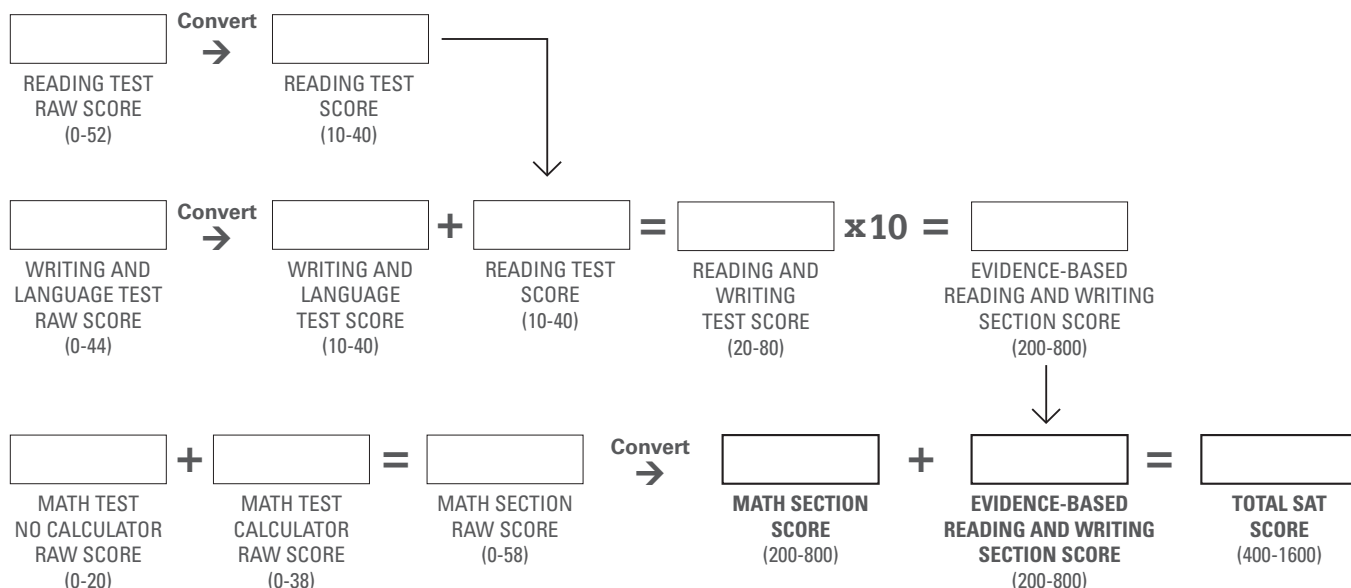 Convert
→
READING TEST
RAW SCORE
(0-52)
READING TEST
SCORE
(10-40)
Convert
→
+
=
x10 =
WRITING AND
LANGUAGE TEST
RAW SCORE
(0-44)
WRITING AND
LANGUAGE
TEST SCORE
(10-40)
READING TEST
SCORE
(10-40)
READING AND
WRITING
TEST SCORE
(20-80)
EVIDENCE-BASED
READING AND WRITING
SECTION SCORE
(200-800)
+
=
Convert
→
+
=
MATH TEST
NO CALCULATOR
RAW SCORE
(0-20)
MATH TEST
CALCULATOR
RAW SCORE
(0-38)
MATH SECTION
RAW SCORE
(0-58)
MATH SECTION
SCORE
(200-800)
EVIDENCE-BASED
READING AND WRITING
SECTION SCORE
(200-800)
TOTAL SAT
SCORE
(400-1600)